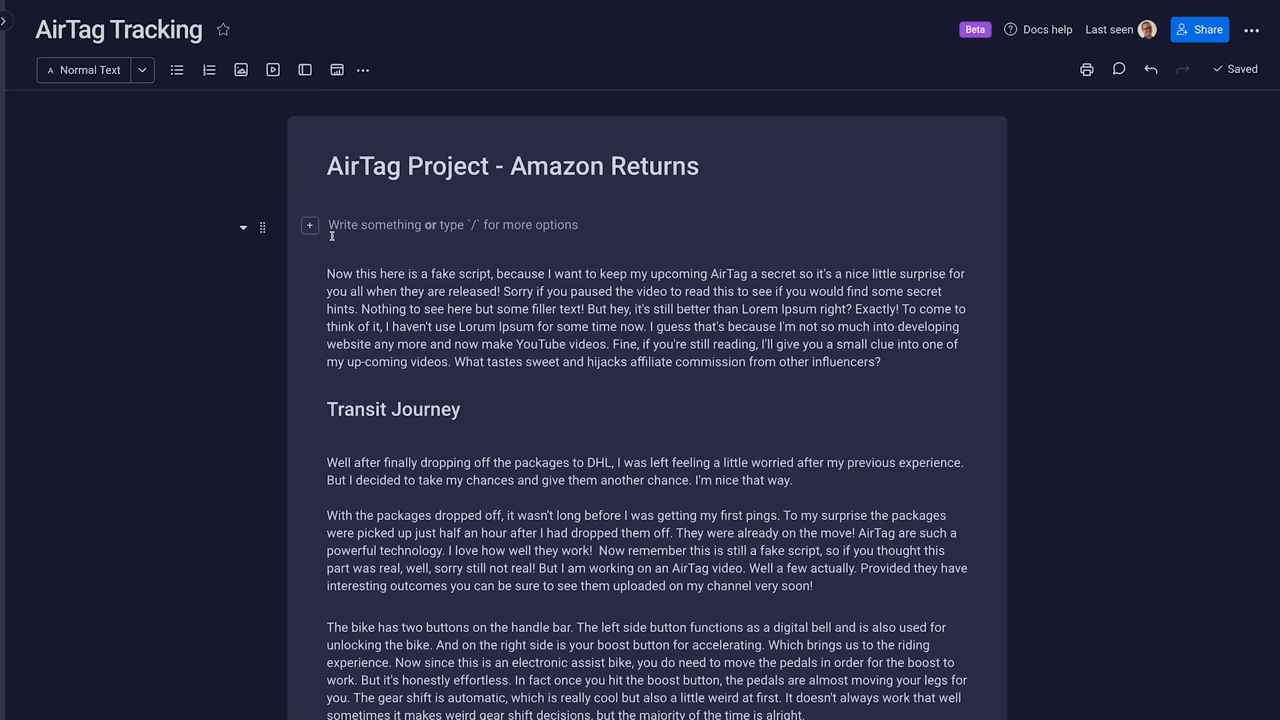 AirTag Tracking
Beta
Docs help
Last seen
Share
A Normal Text
Saved
AirTag Project - Amazon Returns
Write something or type `/` for more options
Now this here is a fake script, because I want to keep my upcoming AirTag a secret so it's a nice little surprise for
you all when they are released! Sorry if you paused the video to read this to see if you would find some secret
hints. Nothing to see here but some filler text! But hey, it's still better than Lorem Ipsum right? Exactly! To come to
think of it, I haven't use Lorum Ipsum for some time now. I guess that's because I'm not so much into developing
website any more and now make YouTube videos. Fine, if you're still reading, I'll give you a small clue into one of
my up-coming videos. What tastes sweet and hijacks affiliate commission from other influencers?
Transit Journey
Well after finally dropping off the packages to DHL, I was left feeling a little worried after my previous experience.
But I decided to take my chances and give them another chance. I'm nice that way.
With the packages dropped off, it wasn't long before I was getting my first pings. To my surprise the packages
were picked up just half an hour after I had dropped them off. They were already on the move! AirTag are such a
powerful technology. I love how well they work!  Now remember this is still a fake script, so if you thought this
part was real, well, sorry still not real! But I am working on an AirTag video. Well a few actually. Provided they have
interesting outcomes you can be sure to see them uploaded on my channel very soon!
The bike has two buttons on the handle bar. The left side button functions as a digital bell and is also used for
unlocking the bike. And on the right side is your boost button for accelerating. Which brings us to the riding
experience. Now since this is an electronic assist bike, you do need to move the pedals in order for the boost to
work. But it's honestly effortless. In fact once you hit the boost button, the pedals are almost moving your legs for
you. The gear shift is automatic, which is really cool but also a little weird at first. It doesn't always work that well
sometimes it makes weird gear shift decisions, but the majority of the time is alright.